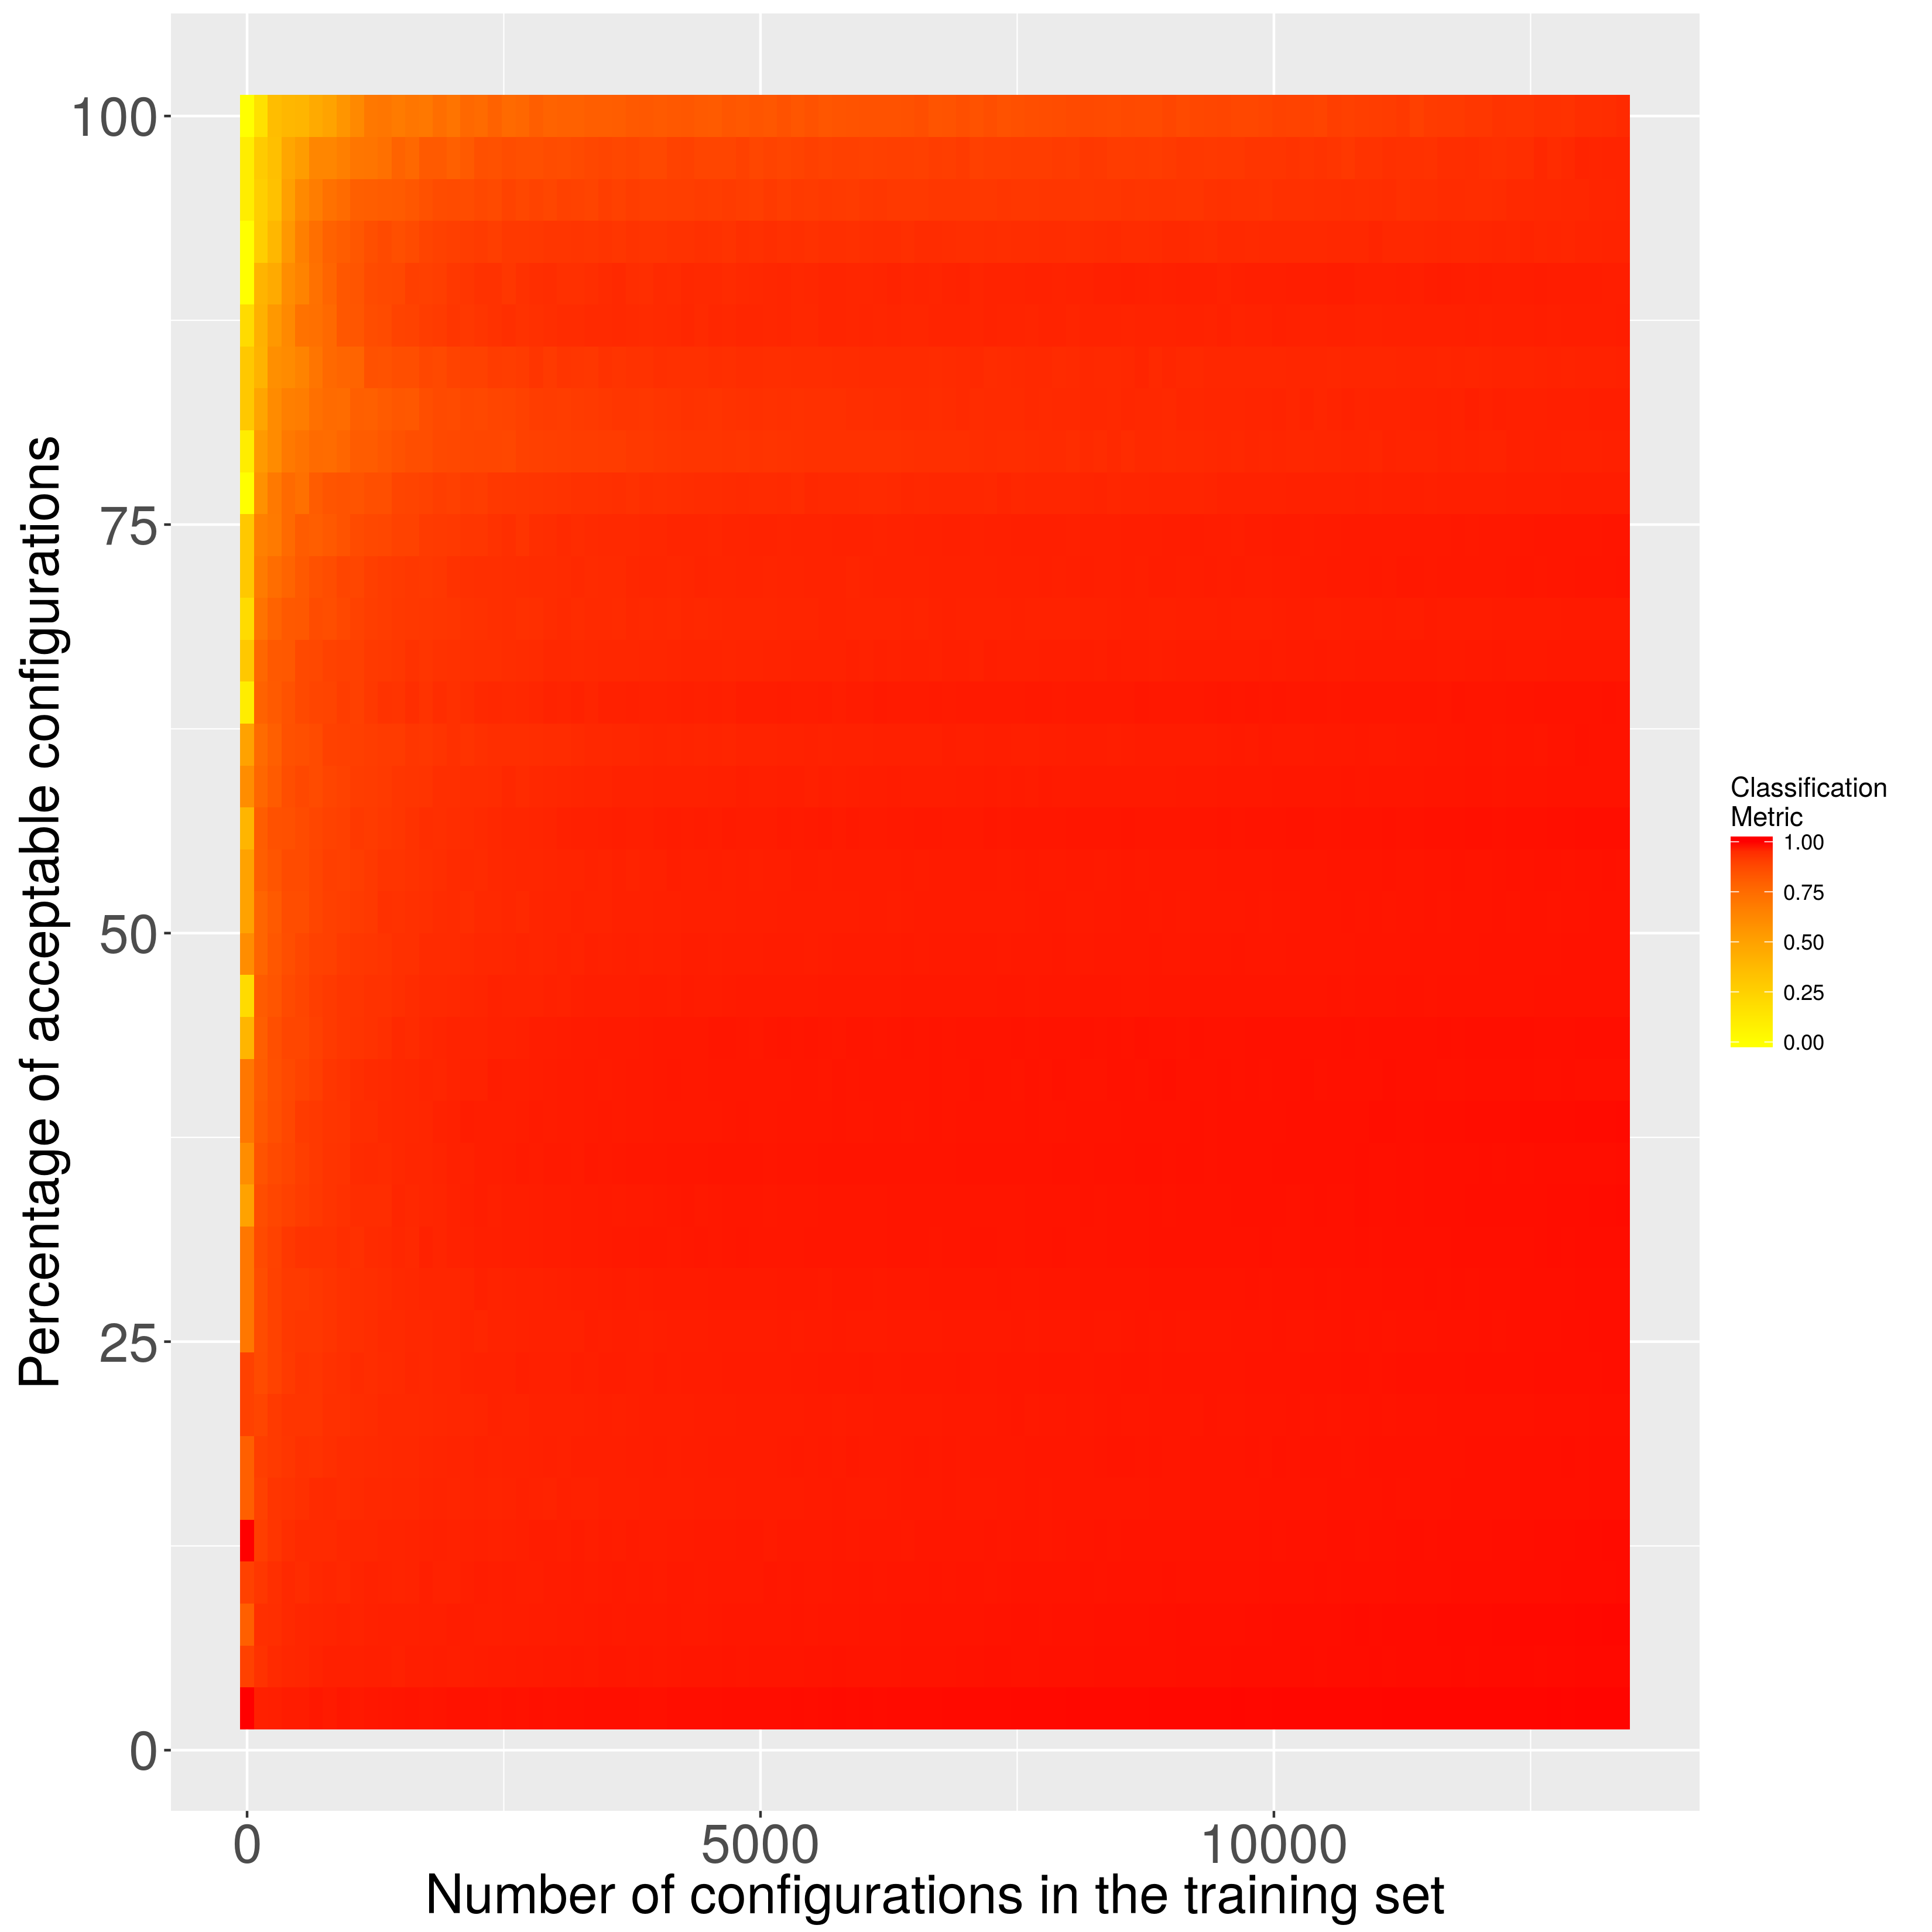 100
75
50
25
0
Percentage of acceptable configurations
0 5000 10000
Number of configurations in the training set
Classification
Metric
1.00
0.75
0.50
0.25
0.00